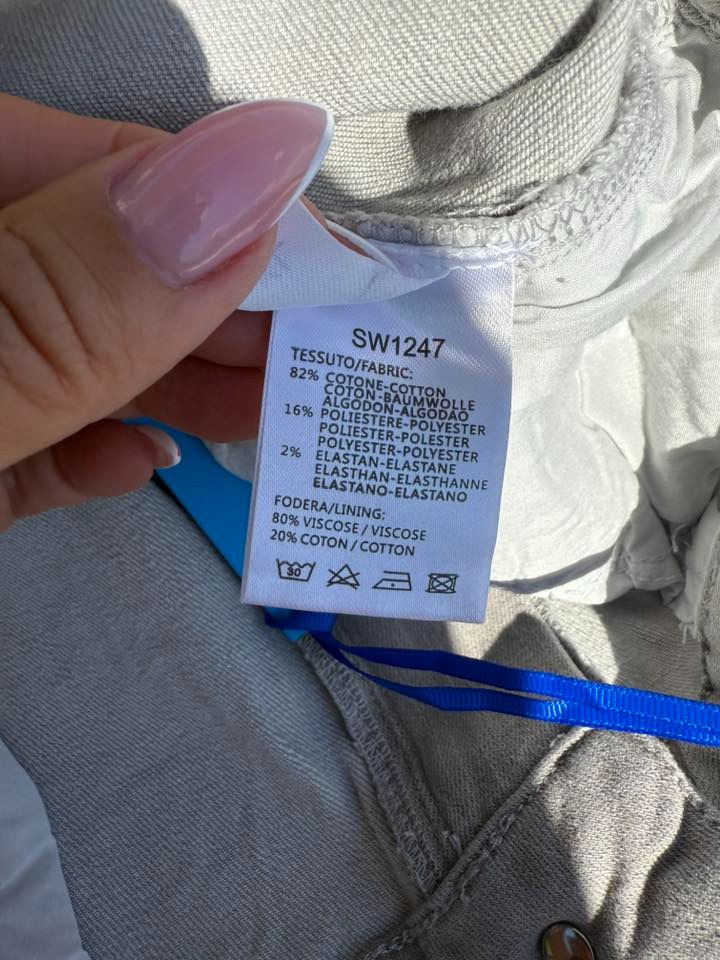 SW1247
TESSUTO/FABRIC:
82% COTONE-COTTON
COTON-BAUMWOLLE
ALGODON-ALGODAO
16% POLIESTERE-POLYESTER
POLIESTER-POLESTER
POLYESTER-POLYESTER
2% ELASTAN-ELASTANE
ELASTHAN-ELASTHANNE
ELASTANO-ELASTANO
FODERA/LINING:
80% VISCOSE / VISCOSE
20% COTON / COTTON
30